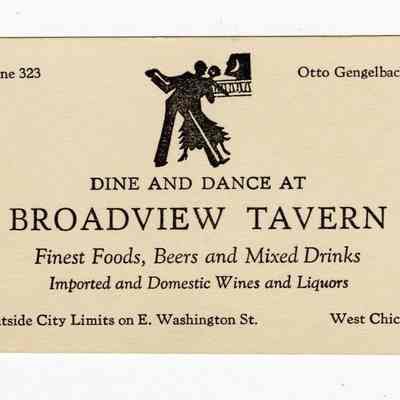 ne 323 Otto Gengelbac
DINE AND DANCE AT
BROADVIEW TAVERN
Finest Foods, Beers and Mixed Drinks
Imported and Domestic Wines and Liquors
tside City Limits on E. Washington St. West Chic